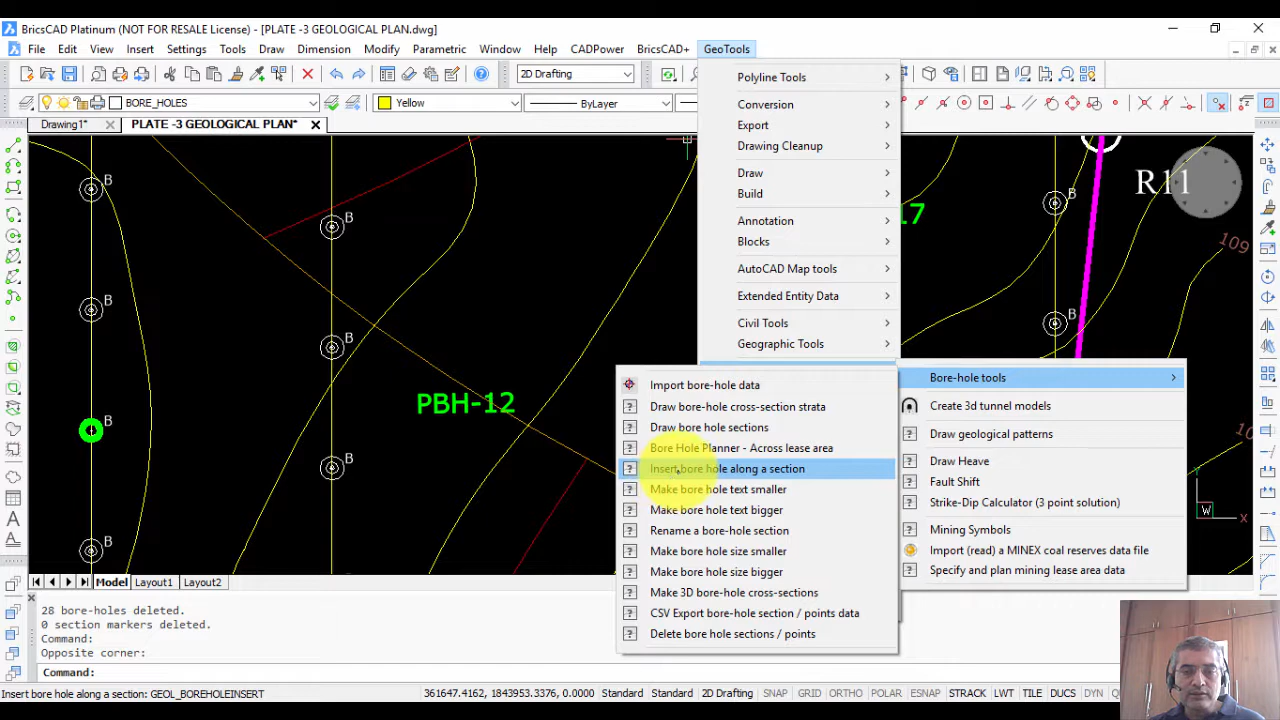 BricsCAD Platinum (NOT FOR RESALE License) - [PLATE -3 GEOLOGICAL PLAN.dwg]
File Edit View Insert Settings Tools Draw Dimension Modify Parametric Window Help CADPower BricsCAD+ GeoTools
2D Drafting
BORE_HOLES
Yellow
ByLayer
Drawing1*
PLATE -3 GEOLOGICAL PLAN*
Polyline Tools
Conversion
Export
Drawing Cleanup
Draw
Build
Annotation
Blocks
AutoCAD Map tools
Extended Entity Data
Civil Tools
Geographic Tools
Bore-hole tools
Create 3d tunnel models
Draw geological patterns
Draw Heave
Fault Shift
Strike-Dip Calculator (3 point solution)
Mining Symbols
Import (read) a MINEX coal reserves data file
Specify and plan mining lease area data
Import bore-hole data
Draw bore-hole cross-section strata
Draw bore hole sections
Bore Hole Planner - Across lease area
Insert bore hole along a section
Make bore hole text smaller
Make bore hole text bigger
Rename a bore-hole section
Make bore hole size smaller
Make bore hole size bigger
Make 3D bore-hole cross-sections
CSV Export bore-hole section / points data
Delete bore hole sections / points
B
B
B
B
B
B
B
PBH-12
17
B
B
R11
109
Y
W
X
Model Layout1 Layout2
28 bore-holes deleted.
0 section markers deleted.
Command:
Opposite corner:
Command:
Insert bore hole along a section: GEOL_BOREHOLEINSERT
361647.4162, 1843953.3376, 0.0000 Standard Standard 2D Drafting SNAP GRID ORTHO POLAR ESNAP STRACK LWT TILE DUCS DYN